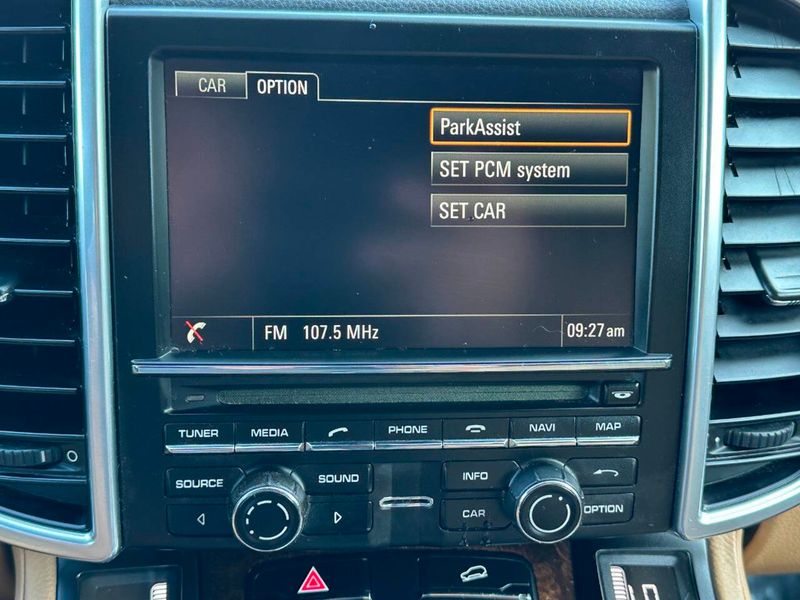 CAR OPTION
ParkAssist
SET PCM system
SET CAR
FM 107.5 MHz 09:27 am
TUNER MEDIA PHONE NAVI MAP
SOURCE SOUND INFO
CAR OPTION